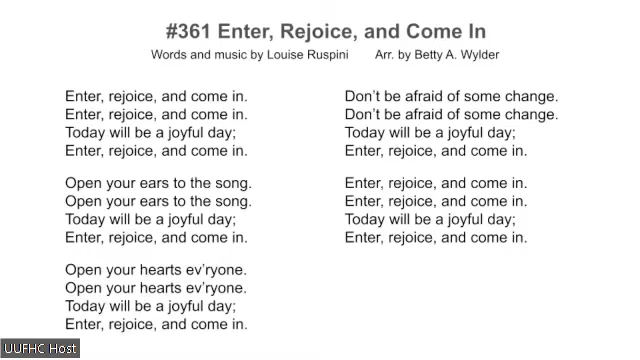 #361 Enter, Rejoice, and Come In
Words and music by Louise Ruspini Arr. by Betty A. Wylder
Enter, rejoice, and come in.
Enter, rejoice, and come in.
Today will be a joyful day;
Enter, rejoice, and come in.
Open your ears to the song.
Open your ears to the song.
Today will be a joyful day;
Enter, rejoice, and come in.
Open your hearts ev’ryone.
Open your hearts ev’ryone.
Today will be a joyful day;
Enter, rejoice, and come in.
Don’t be afraid of some change.
Don’t be afraid of some change.
Today will be a joyful day;
Enter, rejoice, and come in.
Enter, rejoice, and come in.
Enter, rejoice, and come in.
Today will be a joyful day;
Enter, rejoice, and come in.
UUFHC Host